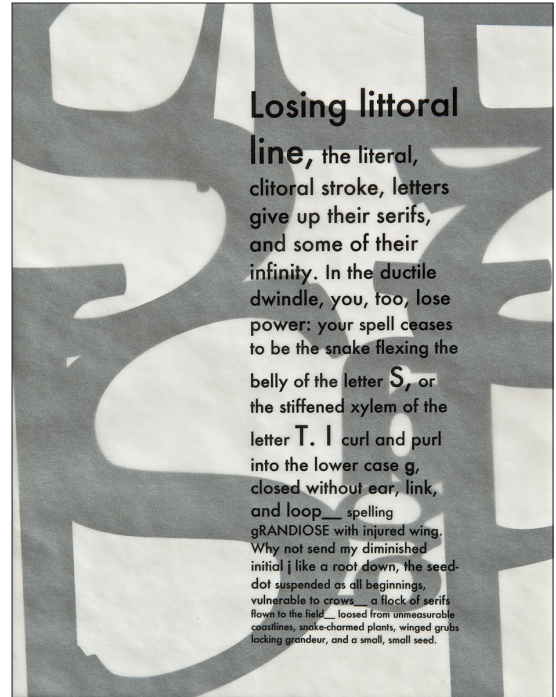 Losing littoral
line, the literal,
clitoral stroke, letters
give up their serifs,
and some of their
infinity. In the ductile
dwindle, you, too, lose
power: your spell ceases
to be the snake flexing the
belly of the letter S, or
the stiffened xylem of the
letter T. I curl and purl
into the lower case g,
closed without ear, link,
and loop__ spelling
gRANDIOSE with injured wing.
Why not send my diminished
initial j like a root down, the seed-
dot suspended as all beginnings,
vulnerable to crows__ a flock of serifs
flown to the field__ loosed from unmeasurable
coastlines, snake-charmed plants, winged grubs
lacking grandeur, and a small, small seed.